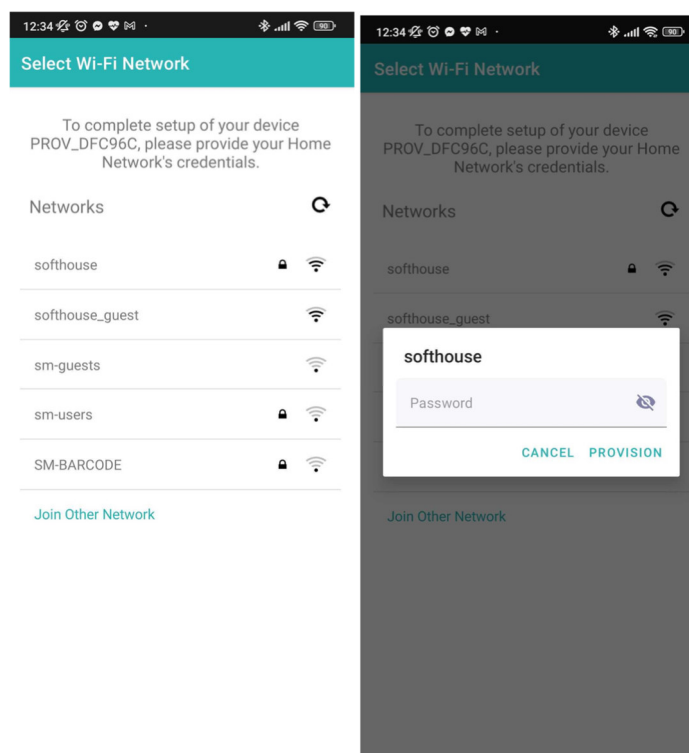 12:34
90
Select Wi-Fi Network
To complete setup of your device
PROV_DFC96C, please provide your Home
Network's credentials.
Networks
softhouse
softhouse_guest
sm-guests
sm-users
SM-BARCODE
Join Other Network
12:34
90
Select Wi-Fi Network
To complete setup of your device
PROV_DFC96C, please provide your Home
Network's credentials.
Networks
softhouse
softhouse_guest
softhouse
Password
CANCEL PROVISION
Join Other Network